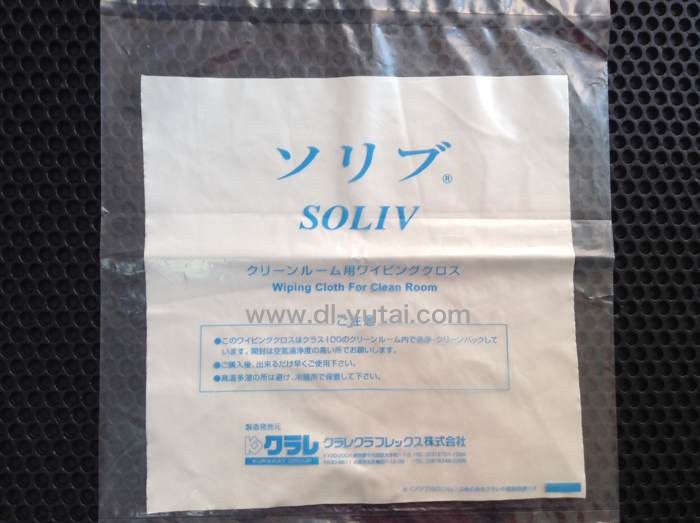 ソリブ®
SOLIV
クリーンルーム用ワイピングクロス
Wiping Cloth For Clean Room
www.dl-yutai.com
ご注意
●このワイピングクロスはクラス100のクリーンルーム内で洗浄・クリーンパックして
います。開封は空気清浄度の高い所でお願いします。
●ご購入後、出来るだけ早くご使用下さい。
●高温多湿の所は避け、冷暗所で保管して下さい。
製造発売元
クラレ クラレクラフレックス株式会社
KURARAY GROUP